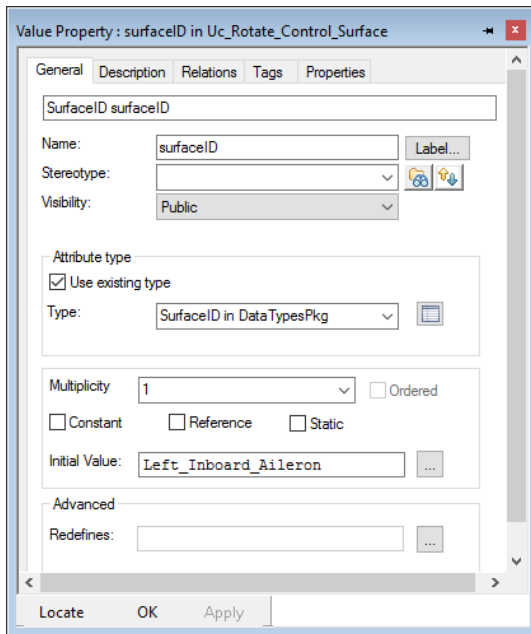 Value Property : surfaceID in Uc_Rotate_Control_Surface
General Description Relations Tags Properties
SurfaceID surfaceID
Name: surfaceID Label...
Stereotype:
Visibility: Public
Attribute type
Use existing type
Type: SurfaceID in DataTypesPkg
Multiplicity 1 Ordered
Constant Reference Static
Initial Value: Left_Inboard_Aileron ...
Advanced
Redefines: ...
Locate OK Apply